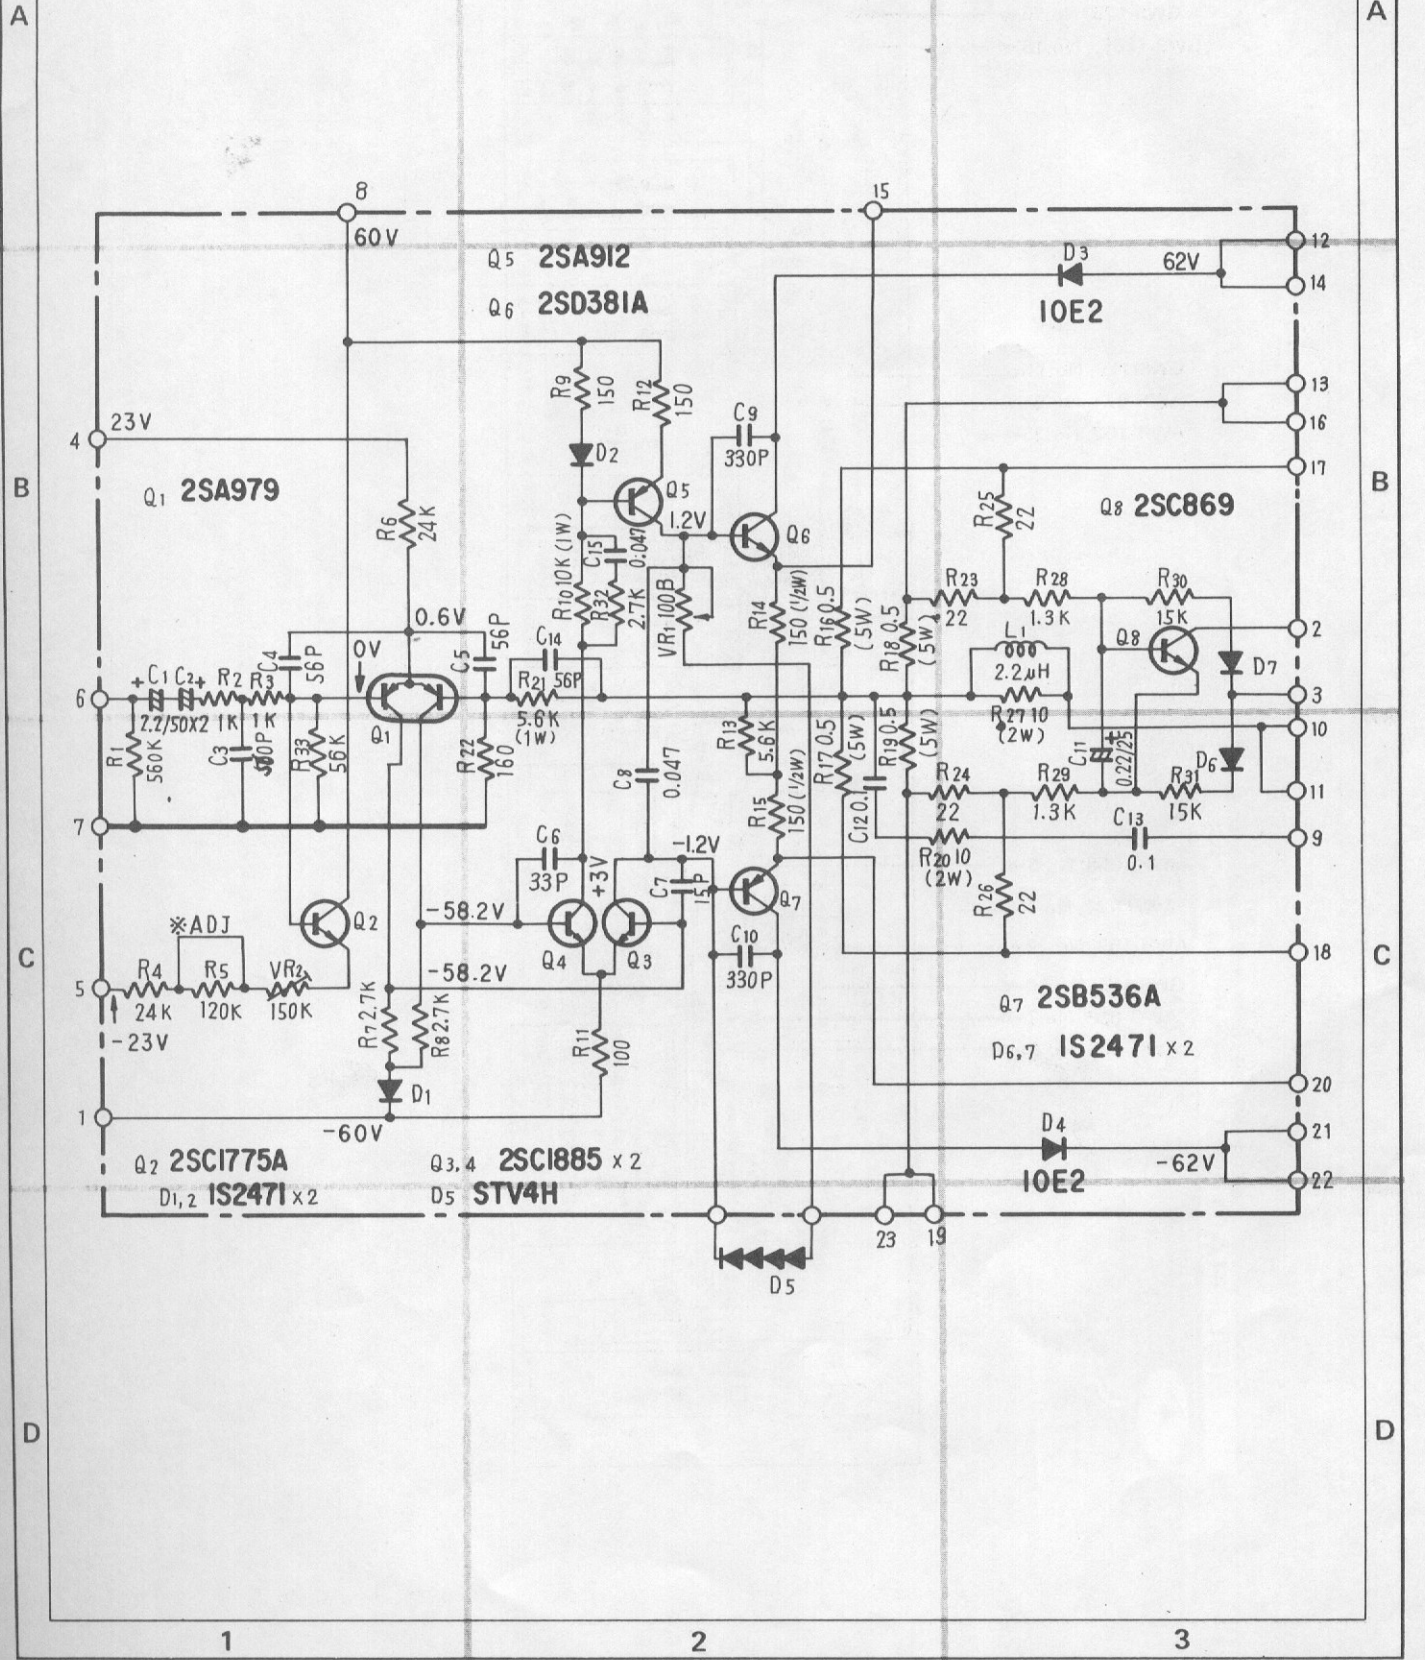 A
A
8
15
60V
Q5 2SA912
Q6 2SD381A
D3
62V
12
14
10E2
R9
150
R12
150
13
16
4
23V
C9
330P
D2
17
B
B
Q1 2SA979
Q5
1.2V
Q6
R25
22
Q8 2SC869
R6
24K
R10 10K (1W)
C15
0.047
R32
2.7K
VR1 100B
R14
150 (1/2W)
R16 0.5
(5W)
R18 0.5
(5W)
R23
22
R28
1.3K
R30
15K
0.6V
0V
C4
56P
C5
56P
C14
56P
L1
2.2μH
Q8
2
D7
6
+ C1 C2 + R2 R3
2.2/50X2 1K 1K
R21
5.6K
(1W)
R27 10
(2W)
3
10
R1
560K
C3
R33
56K
Q1
R22
160
C8
0.047
R13
5.6K
R15
150 (1/2W)
R17 0.5
(5W)
C12 0.1
R19 0.5
(5W)
R24
22
R29
1.3K
C11
+
0.22/25
D6
R31
15K
11
7
C6
33P
+3V
-1.2V
C7
15P
R20 10
(2W)
C13
0.1
9
R26
22
Q7
※ADJ
Q2
-58.2V
Q4
Q3
C10
330P
C
C
18
5
R4
24K
R5
120K
VR2
150K
-58.2V
-23V
R7 2.7K
R8 2.7K
R11
100
Q7 2SB536A
D6,7 1S2471 x 2
D1
20
1
-60V
D4
21
-62V
22
10E2
Q2 2SC1775A
Q3,4 2SC1885 x 2
D1,2 1S2471 x 2
D5 STV4H
23
19
D5
D
D
1
2
3